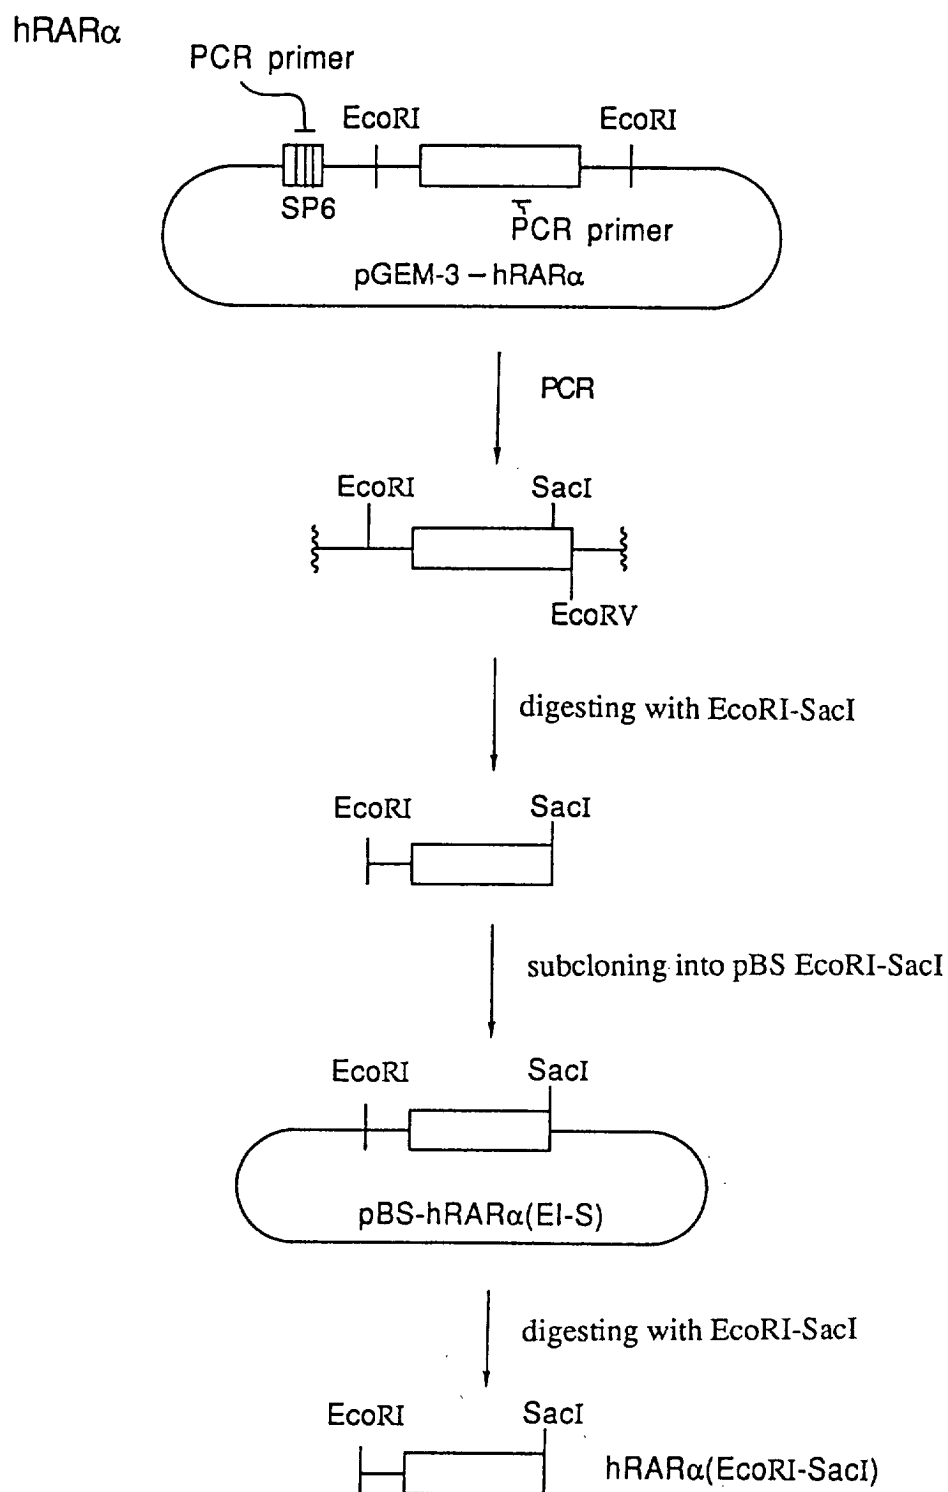 hRARα
PCR primer
EcoRI
EcoRI
SP6
PCR primer
pGEM-3 – hRARα
PCR
EcoRI
SacI
EcoRV
digesting with EcoRI-SacI
EcoRI
SacI
subcloning into pBS EcoRI-SacI
EcoRI
SacI
pBS-hRARα(EI-S)
digesting with EcoRI-SacI
EcoRI
SacI
hRARα(EcoRI-SacI)